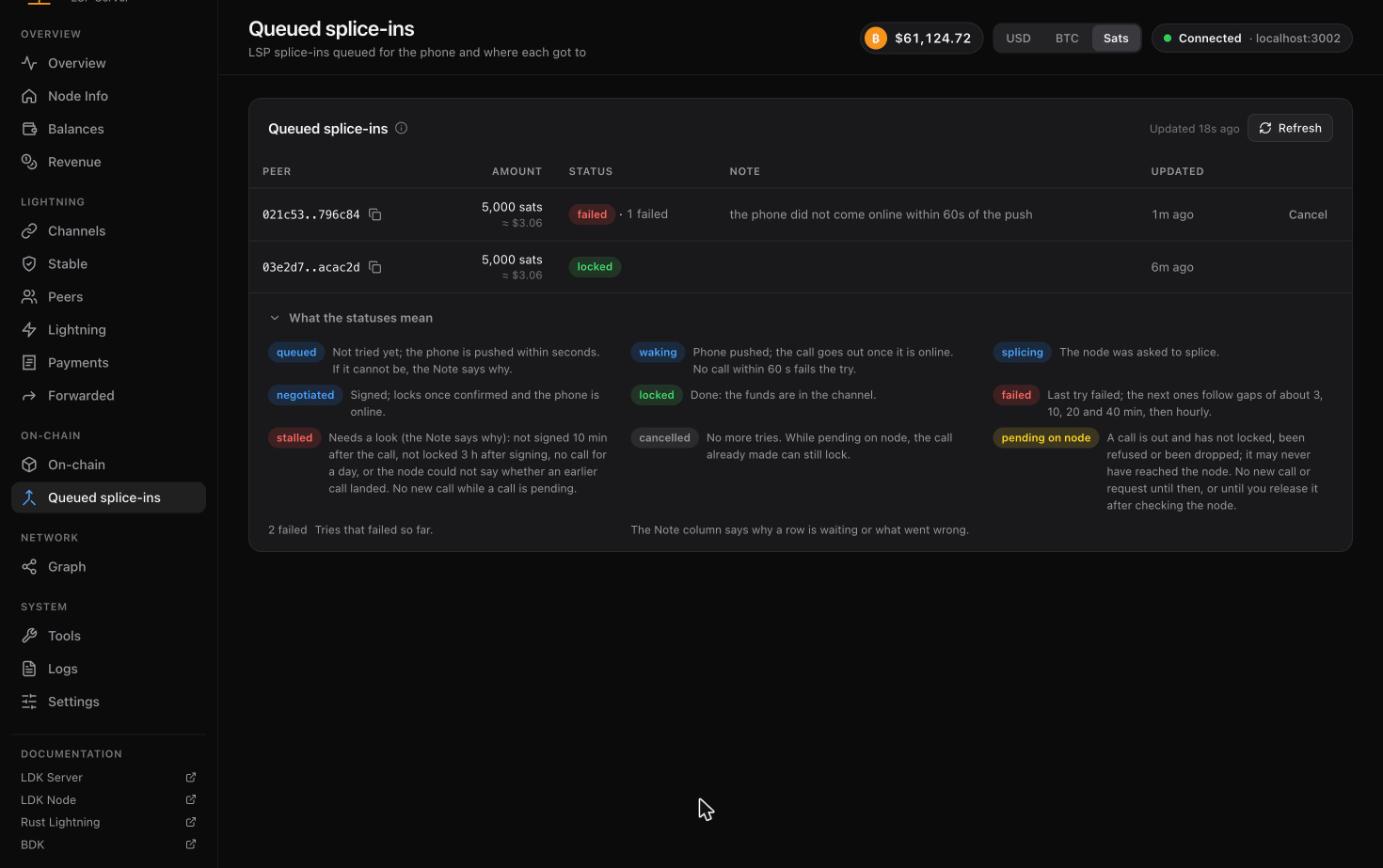 LSP Server
OVERVIEW
Overview
Node Info
Balances
Revenue
LIGHTNING
Channels
Stable
Peers
Lightning
Payments
Forwarded
ON-CHAIN
On-chain
Queued splice-ins
NETWORK
Graph
SYSTEM
Tools
Logs
Settings
DOCUMENTATION
LDK Server
LDK Node
Rust Lightning
BDK
Queued splice-ins
LSP splice-ins queued for the phone and where each got to
$61,124.72
USD BTC Sats
Connected · localhost:3002
Queued splice-ins
Updated 18s ago Refresh
PEER AMOUNT STATUS NOTE UPDATED
021c53..796c84 5,000 sats failed · 1 failed the phone did not come online within 60s of the push 1m ago Cancel
≈ $3.06
03e2d7..acac2d 5,000 sats locked 6m ago
≈ $3.06
What the statuses mean
queued Not tried yet; the phone is pushed within seconds.
If it cannot be, the Note says why.
waking Phone pushed; the call goes out once it is online.
No call within 60 s fails the try.
splicing The node was asked to splice.
negotiated Signed; locks once confirmed and the phone is
online.
locked Done: the funds are in the channel.
failed Last try failed; the next ones follow gaps of about 3,
10, 20 and 40 min, then hourly.
stalled Needs a look (the Note says why): not signed 10 min
after the call, not locked 3 h after signing, no call for
a day, or the node could not say whether an earlier
call landed. No new call while a call is pending.
cancelled No more tries. While pending on node, the call
already made can still lock.
pending on node A call is out and has not locked, been
refused or been dropped; it may never
have reached the node. No new call or
request until then, or until you release it
after checking the node.
2 failed Tries that failed so far.
The Note column says why a row is waiting or what went wrong.